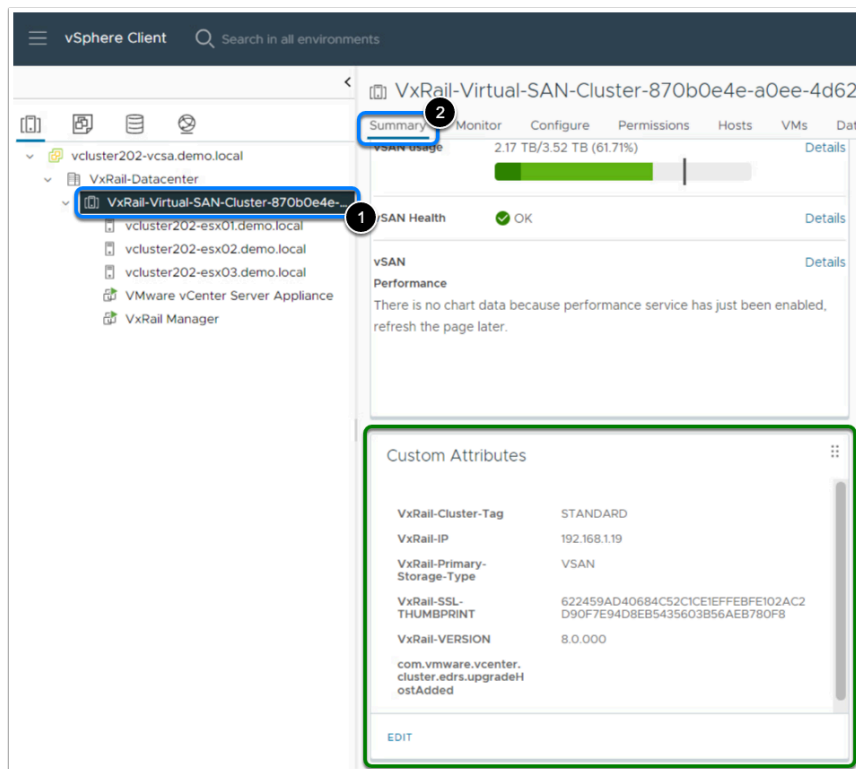 vSphere Client
Search in all environments
VxRail-Virtual-SAN-Cluster-870b0e4e-a0ee-4d62
2
Summary Monitor Configure Permissions Hosts VMs Dat
vcluster202-vcsa.demo.local
VxRail-Datacenter
VxRail-Virtual-SAN-Cluster-870b0e4e-...
1
vcluster202-esx01.demo.local
vcluster202-esx02.demo.local
vcluster202-esx03.demo.local
VMware vCenter Server Appliance
VxRail Manager
vSAN usage 2.17 TB/3.52 TB (61.71%) Details
vSAN Health OK Details
vSAN Details
Performance
There is no chart data because performance service has just been enabled,
refresh the page later.
Custom Attributes
VxRail-Cluster-Tag STANDARD
VxRail-IP 192.168.1.19
VxRail-Primary- VSAN
Storage-Type
VxRail-SSL- 622459AD40684C52C1CE1EFFEBFE102AC2
THUMBPRINT D90F7E94D8EB5435603B56AEB780F8
VxRail-VERSION 8.0.000
com.vmware.vcenter.
cluster.edrs.upgradeH
ostAdded
EDIT